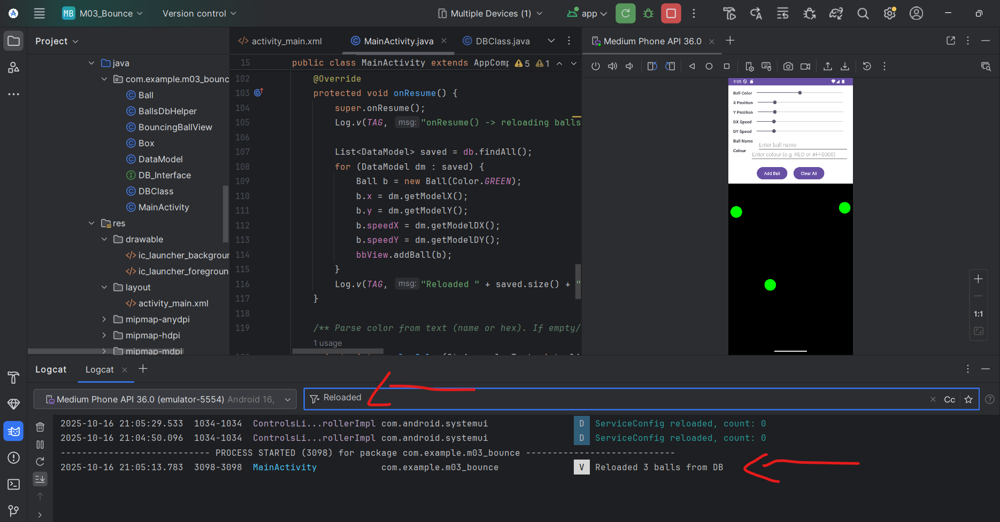 MB M03_Bounce Version control Multiple Devices (1) app
Project
java
com.example.m03_bounc
Ball
BallsDbHelper
BouncingBallView
Box
DataModel
DB_Interface
DBClass
MainActivity
res
drawable
ic_launcher_backgroun
ic_launcher_foregroun
layout
activity_main.xml
mipmap-anydpi
mipmap-hdpi
mipmap-mdpi
activity_main.xml MainActivity.java DBClass.java
15 public class MainActivity extends AppComp 5 1
102 @Override
103 protected void onResume() {
104 super.onResume();
105 Log.v(TAG, msg: "onResume() -> reloading balls
106
107 List<DataModel> saved = db.findAll();
108 for (DataModel dm : saved) {
109 Ball b = new Ball(Color.GREEN);
110 b.x = dm.getModelX();
111 b.y = dm.getModelY();
112 b.speedX = dm.getModelDX();
113 b.speedY = dm.getModelDY();
114 bbView.addBall(b);
115 }
116 Log.v(TAG, msg: "Reloaded " + saved.size() + "
117 }
118
119 /** Parse color from text (name or hex). If empty/
1 usage
Medium Phone API 36.0
9:05
Ball Color
X Position
Y Position
DX Speed
DY Speed
Ball Name Enter ball name
Colour Enter colour (e.g. RED or #FF0000)
Add Ball Clear All
1:1
Logcat Logcat
Medium Phone API 36.0 (emulator-5554) Android 16, Reloaded Cc
2025-10-16 21:05:29.533 1034-1034 ControlsLi...rollerImpl com.android.systemui D ServiceConfig reloaded, count: 0
2025-10-16 21:04:50.096 1034-1034 ControlsLi...rollerImpl com.android.systemui D ServiceConfig reloaded, count: 0
---------------------------- PROCESS STARTED (3098) for package com.example.m03_bounce ----------------------------
2025-10-16 21:05:13.783 3098-3098 MainActivity com.example.m03_bounce V Reloaded 3 balls from DB